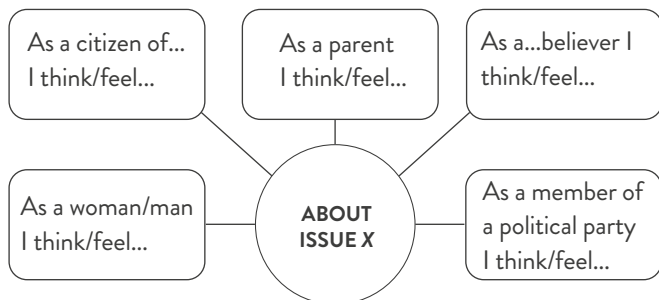 As a citizen of...
I think/feel...
As a parent
I think/feel...
As a...believer I
think/feel...
As a woman/man
I think/feel...
ABOUT
ISSUE X
As a member of
a political party
I think/feel...